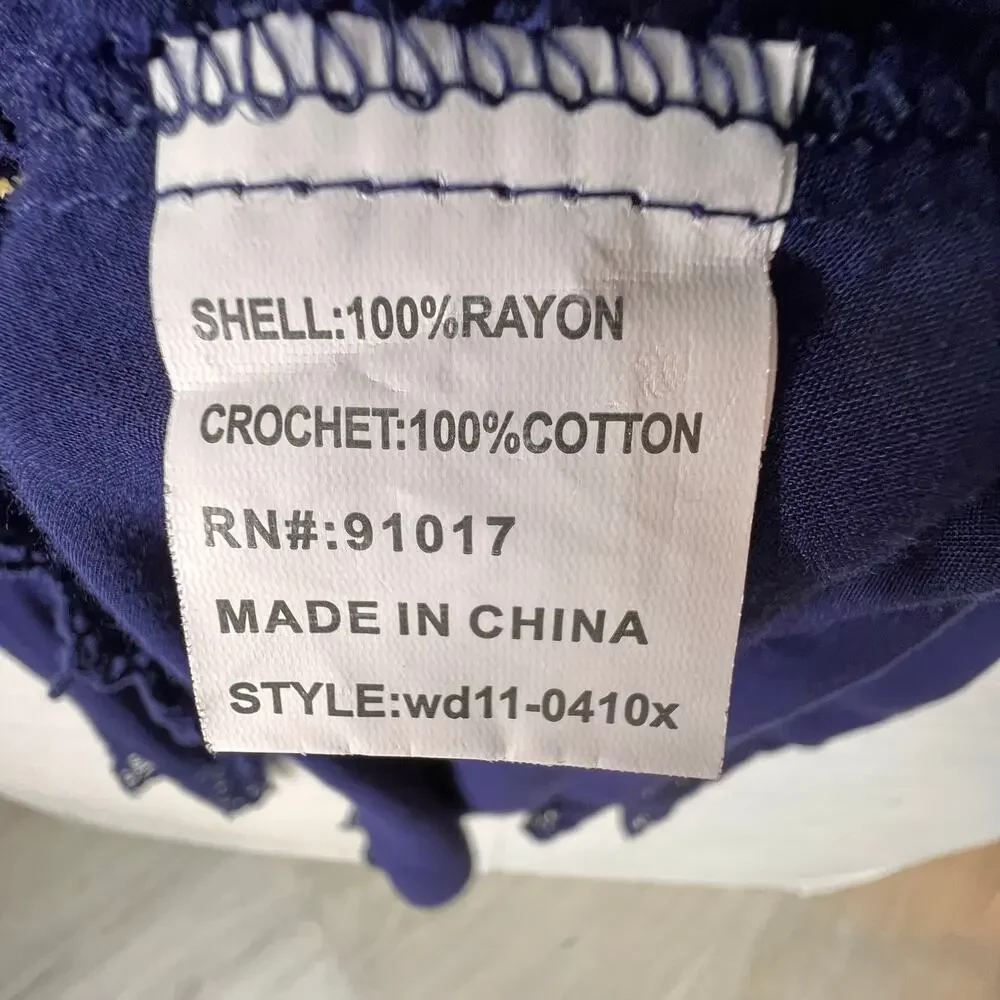 SHELL:100%RAYON
CROCHET:100%COTTON
RN#:91017
MADE IN CHINA
STYLE:wd11-0410x